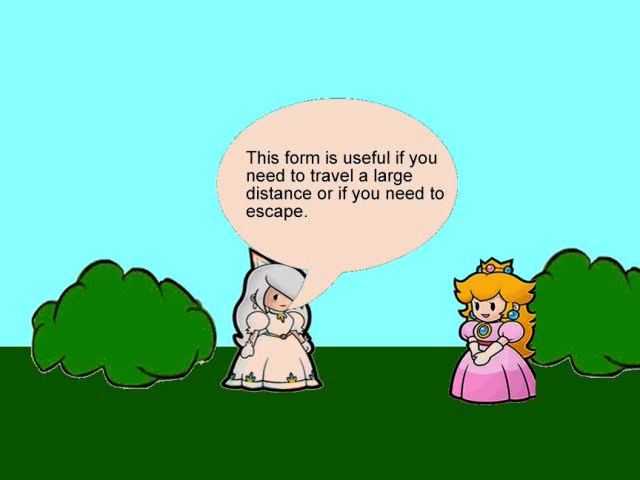 This form is useful if you
need to travel a large
distance or if you need to
escape.